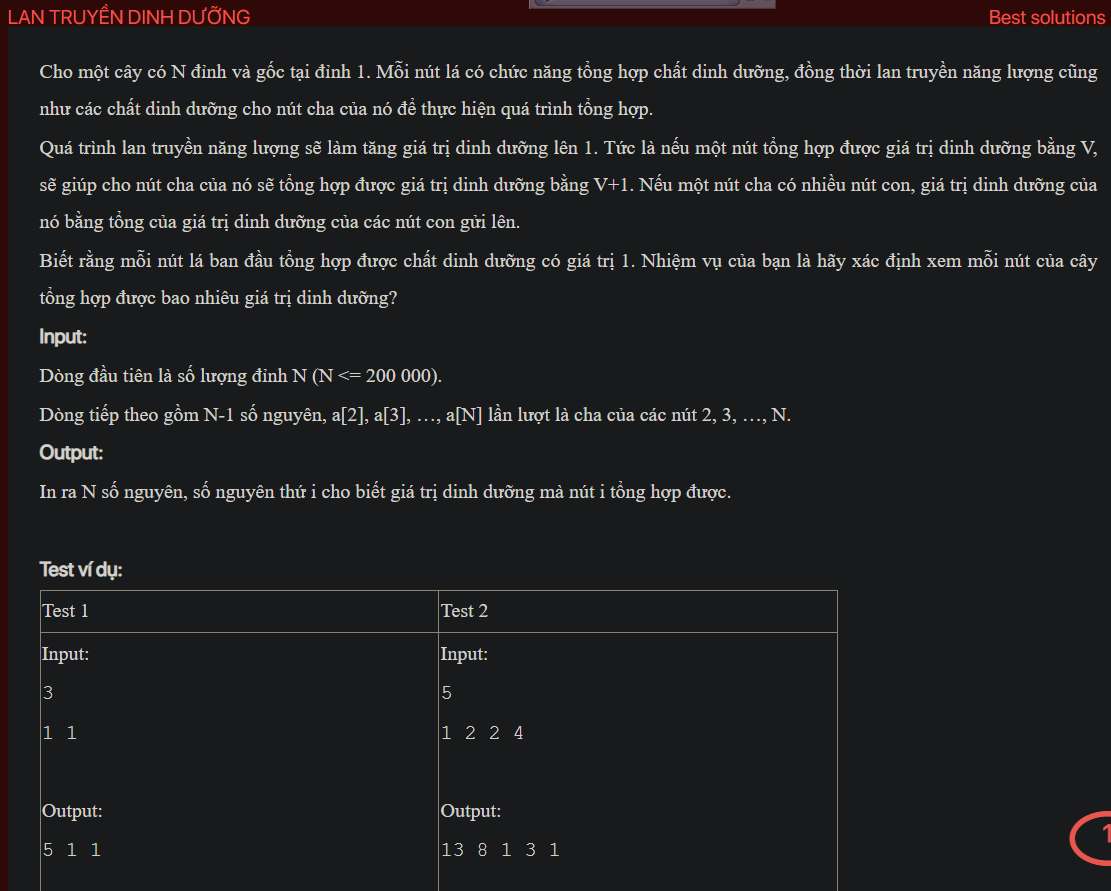 LAN TRUYỀN DINH DƯỠNG
Best solutions
Cho một cây có N đỉnh và gốc tại đỉnh 1. Mỗi nút lá có chức năng tổng hợp chất dinh dưỡng, đồng thời lan truyền năng lượng cũng
như các chất dinh dưỡng cho nút cha của nó để thực hiện quá trình tổng hợp.
Quá trình lan truyền năng lượng sẽ làm tăng giá trị dinh dưỡng lên 1. Tức là nếu một nút tổng hợp được giá trị dinh dưỡng bằng V,
sẽ giúp cho nút cha của nó sẽ tổng hợp được giá trị dinh dưỡng bằng V+1. Nếu một nút cha có nhiều nút con, giá trị dinh dưỡng của
nó bằng tổng của giá trị dinh dưỡng của các nút con gửi lên.
Biết rằng mỗi nút lá ban đầu tổng hợp được chất dinh dưỡng có giá trị 1. Nhiệm vụ của bạn là hãy xác định xem mỗi nút của cây
tổng hợp được bao nhiêu giá trị dinh dưỡng?
Input:
Dòng đầu tiên là số lượng đỉnh N (N <= 200 000).
Dòng tiếp theo gồm N-1 số nguyên, a[2], a[3], …, a[N] lần lượt là cha của các nút 2, 3, …, N.
Output:
In ra N số nguyên, số nguyên thứ i cho biết giá trị dinh dưỡng mà nút i tổng hợp được.
Test ví dụ:
Test 1
Test 2
Input:
3
1 1
Output:
5 1 1
Input:
5
1 2 2 4
Output:
13 8 1 3 1
1